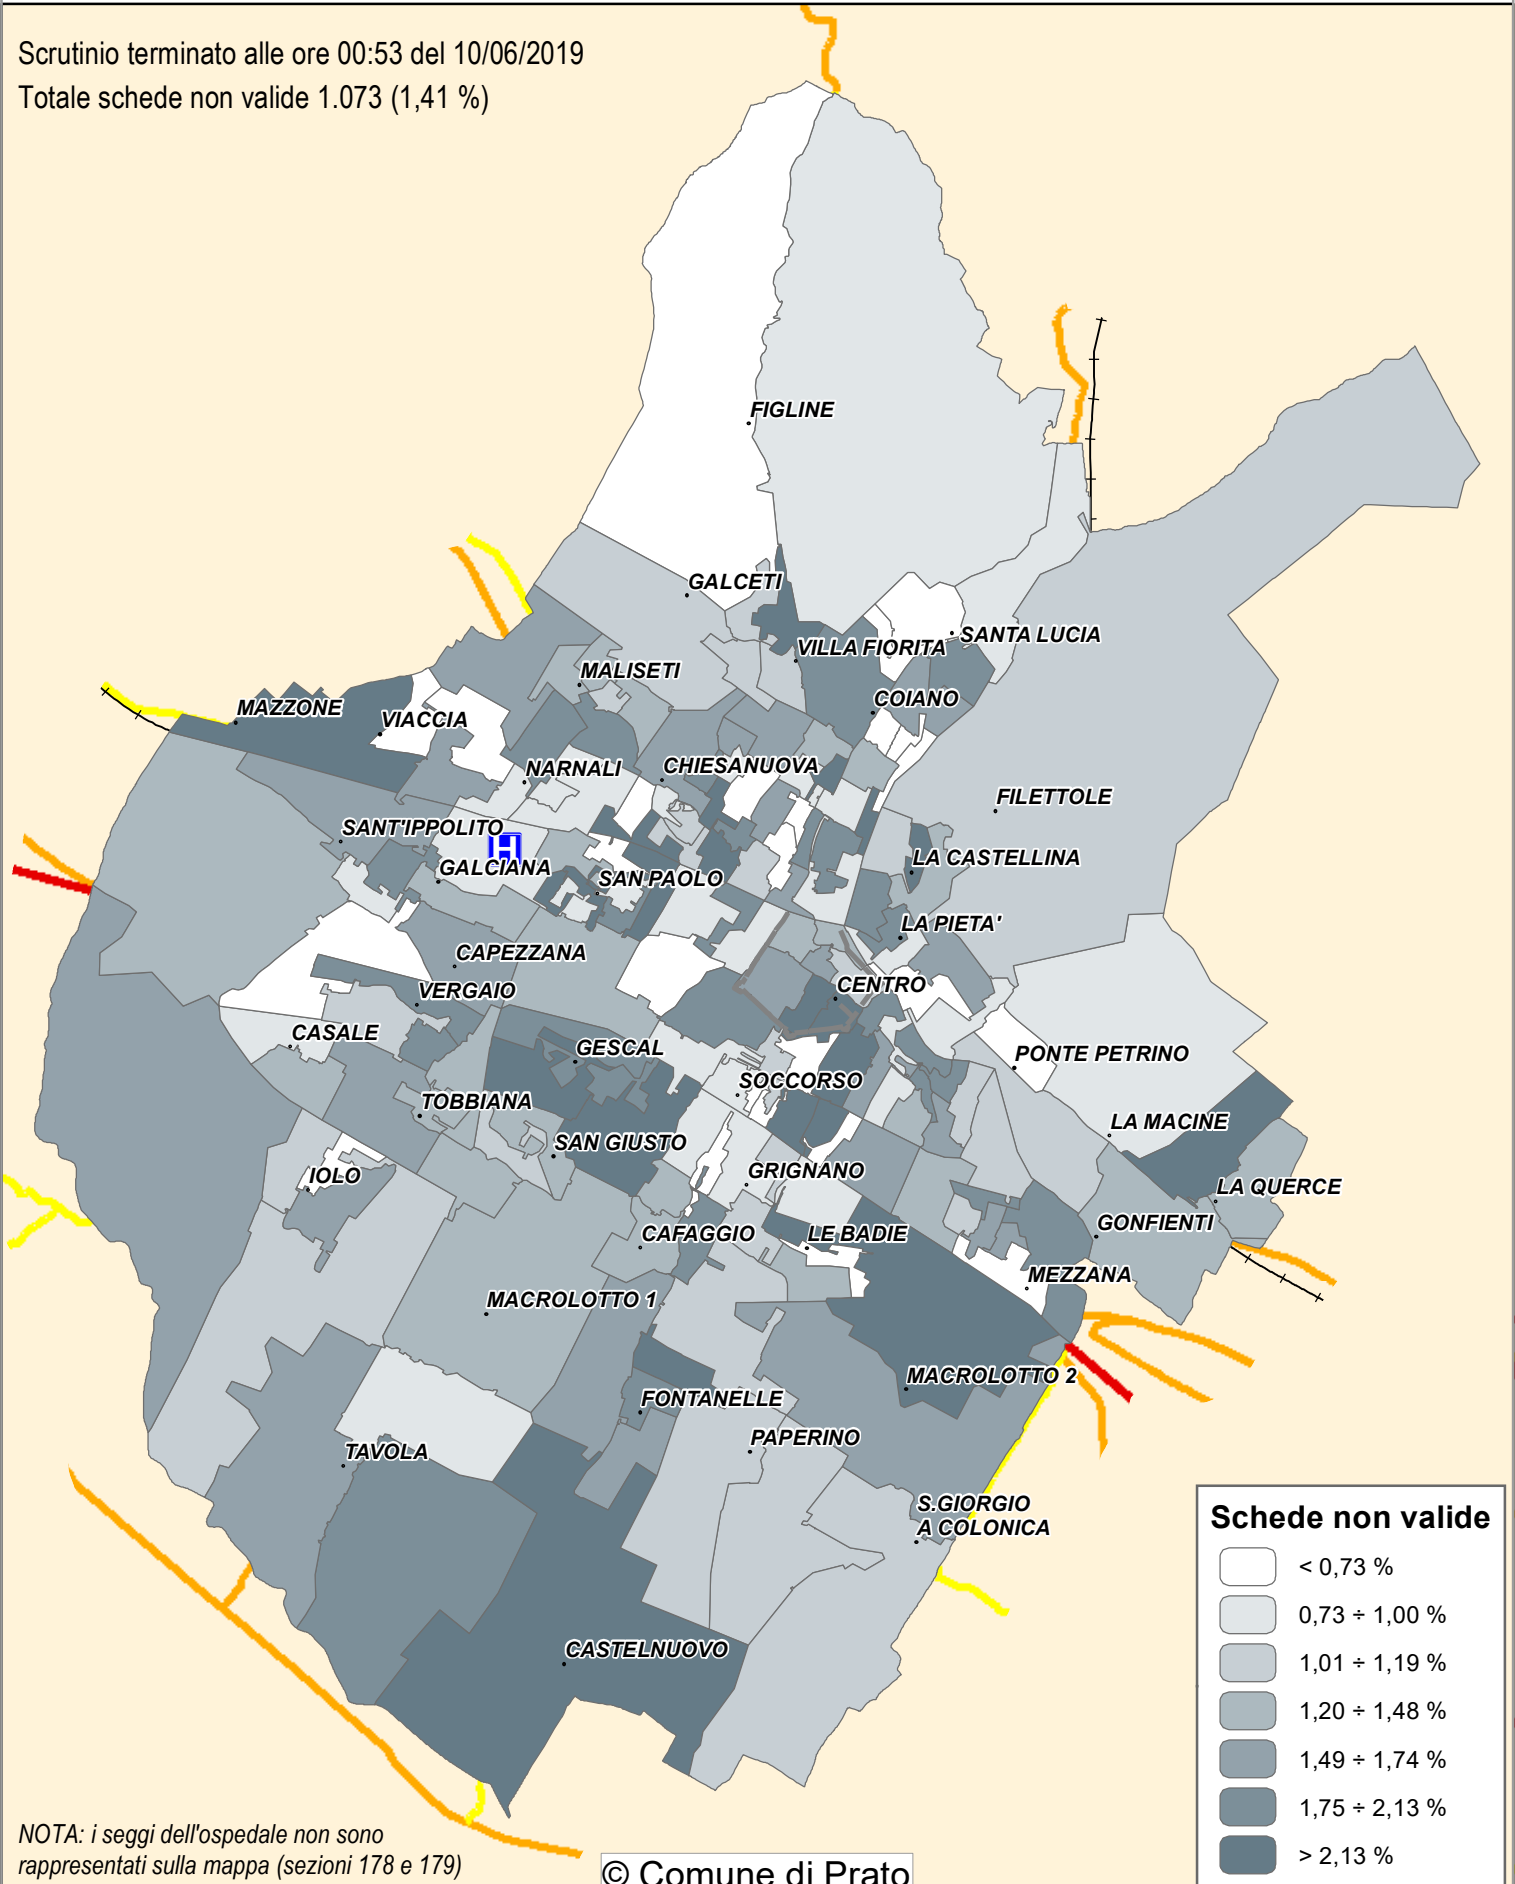 Scrutinio terminato alle ore 00:53 del 10/06/2019
Totale schede non valide 1.073 (1,41 %)
FIGLINE
GALCETI
SANTA LUCIA
VILLA FIORITA
MALISETI
COIANO
MAZZONE
VIACCIA
NARNALI
CHIESANUOVA
FILETTOLE
SANT'IPPOLITO
H
GALCIANA
LA CASTELLINA
SAN PAOLO
LA PIETA'
CAPEZZANA
CENTRO
VERGAIO
CASALE
GESCAL
PONTE PETRINO
SOCCORSO
TOBBIANA
LA MACINE
SAN GIUSTO
GRIGNANO
IOLO
LA QUERCE
GONFIENTI
CAFAGGIO
LE BADIE
MEZZANA
MACROLOTTO 1
MACROLOTTO 2
FONTANELLE
PAPERINO
TAVOLA
S.GIORGIO
A COLONICA
CASTELNUOVO
Schede non valide
< 0,73 %
0,73 ÷ 1,00 %
1,01 ÷ 1,19 %
1,20 ÷ 1,48 %
1,49 ÷ 1,74 %
1,75 ÷ 2,13 %
> 2,13 %
NOTA: i seggi dell'ospedale non sono
rappresentati sulla mappa (sezioni 178 e 179)
© Comune di Prato